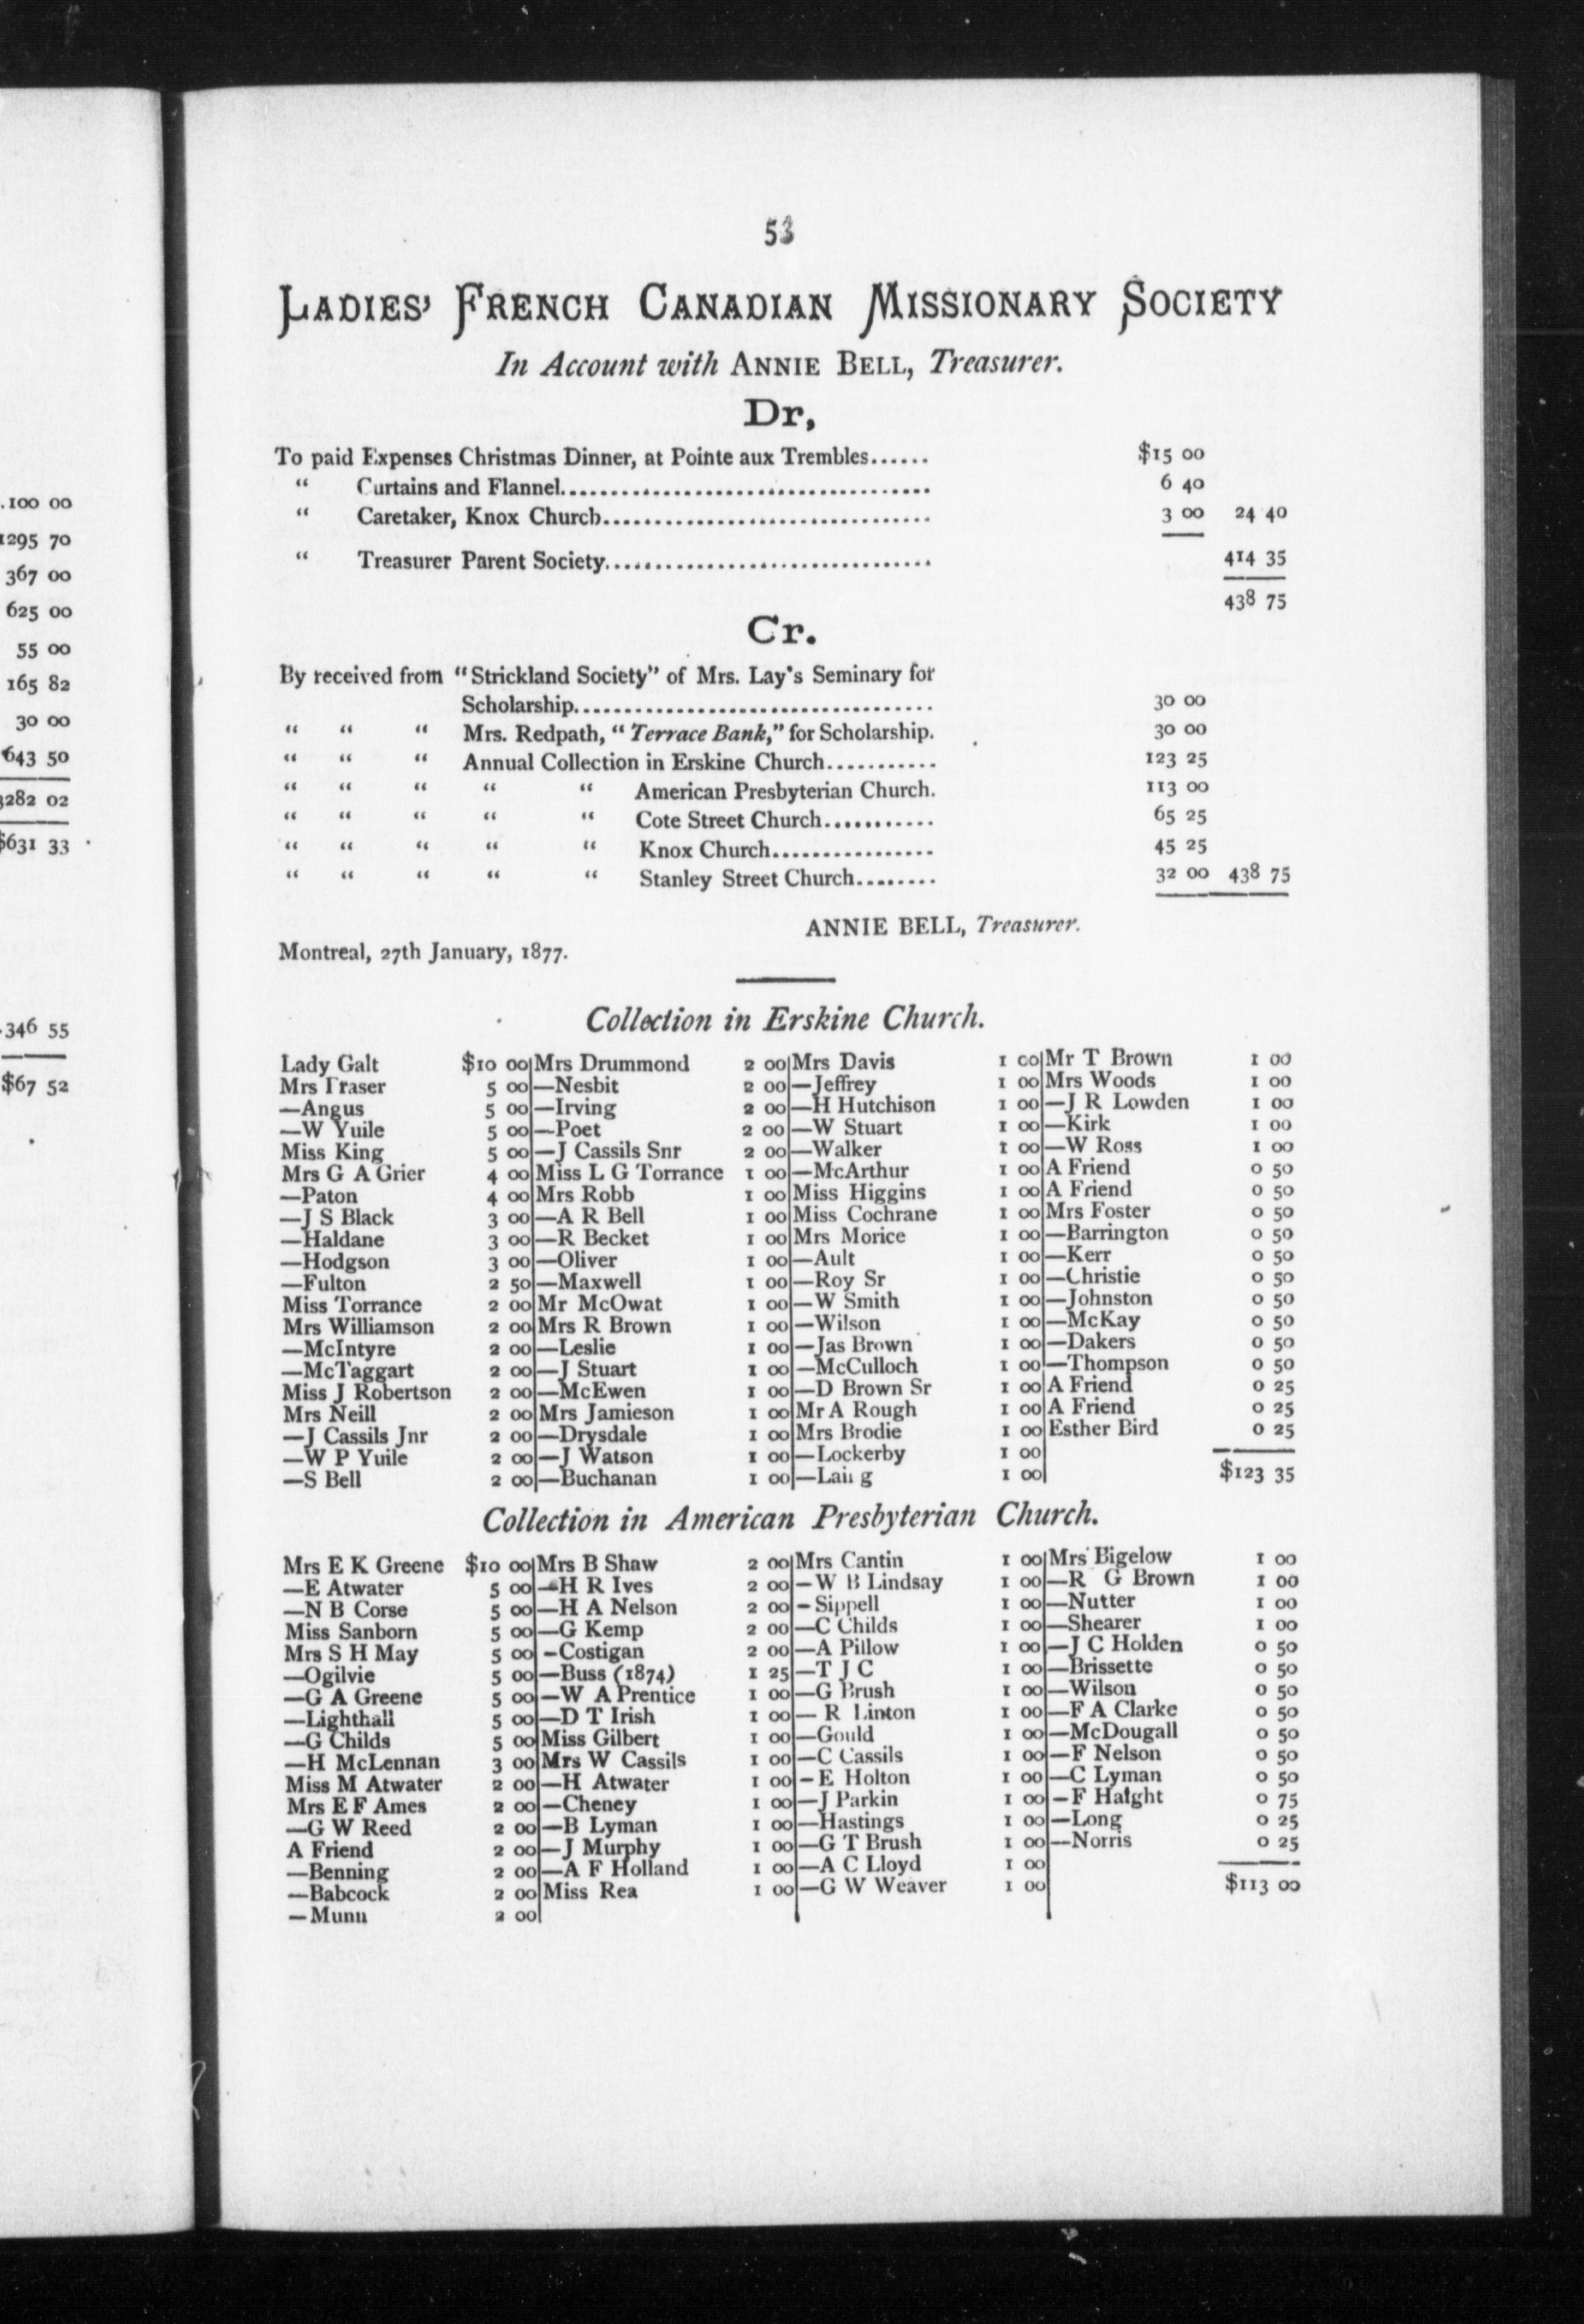 .100 00
1295 70
367 00
625 00
55 00
165 82
30 00
643 50
3282 02
$631 33
346 55
$67 52
53
LADIES' FRENCH CANADIAN MISSIONARY SOCIETY
In Account with ANNIE BELL, Treasurer.
Dr,
To paid Expenses Christmas Dinner, at Pointe aux Trembles...... $15 00
" Curtains and Flannel.................................... 6 40
" Caretaker, Knox Church................................ 3 00 24 40
" Treasurer Parent Society................................ 414 35
438 75
Cr.
By received from "Strickland Society" of Mrs. Lay's Seminary for
Scholarship.................................. 30 00
" " " Mrs. Redpath, "Terrace Bank," for Scholarship. 30 00
" " " Annual Collection in Erskine Church........... 123 25
" " " " " American Presbyterian Church. 113 00
" " " " " Cote Street Church........... 65 25
" " " " " Knox Church................ 45 25
" " " " " Stanley Street Church........ 32 00 438 75
ANNIE BELL, Treasurer.
Montreal, 27th January, 1877.
Collection in Erskine Church.
Lady Galt $10 00 Mrs Drummond 2 00 Mrs Davis 1 00 Mr T Brown 1 00
Mrs Fraser 5 00 —Nesbit 2 00 —Jeffrey 1 00 Mrs Woods 1 00
—Angus 5 00 —Irving 2 00 —H Hutchison 1 00 —J R Lowden 1 00
—W Yuile 5 00 —Poet 2 00 —W Stuart 1 00 —Kirk 1 00
Miss King 5 00 —J Cassils Snr 2 00 —Walker 1 00 —W Ross 1 00
Mrs G A Grier 4 00 Miss L G Torrance 1 00 —McArthur 1 00 A Friend 0 50
—Paton 4 00 Mrs Robb 1 00 Miss Higgins 1 00 A Friend 0 50
—J S Black 3 00 —A R Bell 1 00 Miss Cochrane 1 00 Mrs Foster 0 50
—Haldane 3 00 —R Becket 1 00 Mrs Morice 1 00 —Barrington 0 50
—Hodgson 3 00 —Oliver 1 00 —Ault 1 00 —Kerr 0 50
—Fulton 2 50 —Maxwell 1 00 —Roy Sr 1 00 —Christie 0 50
Miss Torrance 2 00 Mr McOwat 1 00 —W Smith 1 00 —Johnston 0 50
Mrs Williamson 2 00 Mrs R Brown 1 00 —Wilson 1 00 —McKay 0 50
—McIntyre 2 00 —Leslie 1 00 —Jas Brown 1 00 —Dakers 0 50
—McTaggart 2 00 —J Stuart 1 00 —McCulloch 1 00 —Thompson 0 50
Miss J Robertson 2 00 —McEwen 1 00 —D Brown Sr 1 00 A Friend 0 25
Mrs Neill 2 00 Mrs Jamieson 1 00 Mr A Rough 1 00 A Friend 0 25
—J Cassils Jnr 2 00 —Drysdale 1 00 Mrs Brodie 1 00 Esther Bird 0 25
—W P Yuile 2 00 —J Watson 1 00 —Lockerby 1 00
—S Bell 2 00 —Buchanan 1 00 —Laing 1 00 $123 35
Collection in American Presbyterian Church.
Mrs E K Greene $10 00 Mrs B Shaw 2 00 Mrs Cantin 1 00 Mrs Bigelow 1 00
—E Atwater 5 00 —H R Ives 2 00 —W B Lindsay 1 00 —R G Brown 1 00
—N B Corse 5 00 —H A Nelson 2 00 —Sippell 1 00 —Nutter 1 00
Miss Sanborn 5 00 —G Kemp 2 00 —C Childs 1 00 —Shearer 1 00
Mrs S H May 5 00 —Costigan 2 00 —A Pillow 1 00 —J C Holden 0 50
—Ogilvie 5 00 —Buss (1874) 1 25 —T J C 1 00 —Brissette 0 50
—G A Greene 5 00 —W A Prentice 1 00 —G Brush 1 00 —Wilson 0 50
—Lighthall 5 00 —D T Irish 1 00 —R Linton 1 00 —F A Clarke 0 50
—G Childs 5 00 Miss Gilbert 1 00 —Gould 1 00 —McDougall 0 50
—H McLennan 3 00 Mrs W Cassils 1 00 —C Cassils 1 00 —F Nelson 0 50
Miss M Atwater 2 00 —H Atwater 1 00 —E Holton 1 00 —C Lyman 0 50
Mrs E F Ames 2 00 —Cheney 1 00 —J Parkin 1 00 —F Haight 0 75
—G W Reed 2 00 —B Lyman 1 00 —Hastings 1 00 —Long 0 25
A Friend 2 00 —J Murphy 1 00 —G T Brush 1 00 —Norris 0 25
—Benning 2 00 —A F Holland 1 00 —A C Lloyd 1 00
—Babcock 2 00 Miss Rea 1 00 —G W Weaver 1 00 $113 00
—Munn 2 00